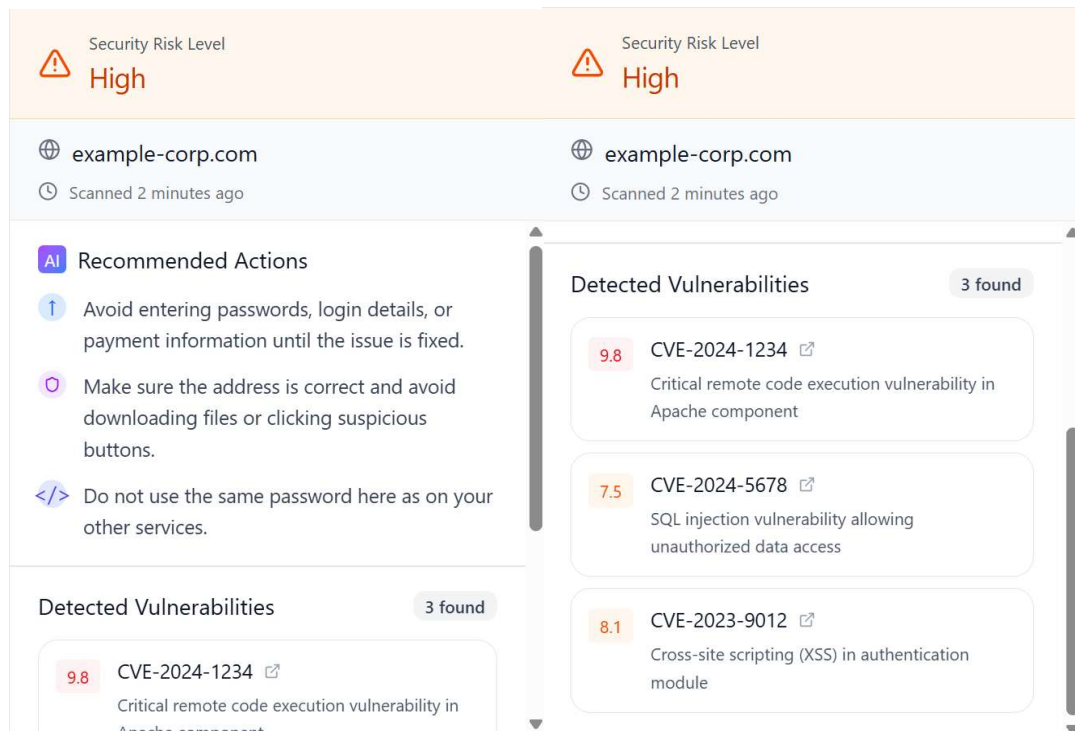 Security Risk Level
High
example-corp.com
Scanned 2 minutes ago
AI Recommended Actions
Avoid entering passwords, login details, or
payment information until the issue is fixed.
Make sure the address is correct and avoid
downloading files or clicking suspicious
buttons.
</> Do not use the same password here as on your
other services.
Detected Vulnerabilities 3 found
9.8 CVE-2024-1234
Critical remote code execution vulnerability in
Apache component
Security Risk Level
High
example-corp.com
Scanned 2 minutes ago
Detected Vulnerabilities 3 found
9.8 CVE-2024-1234
Critical remote code execution vulnerability in
Apache component
7.5 CVE-2024-5678
SQL injection vulnerability allowing
unauthorized data access
8.1 CVE-2023-9012
Cross-site scripting (XSS) in authentication
module